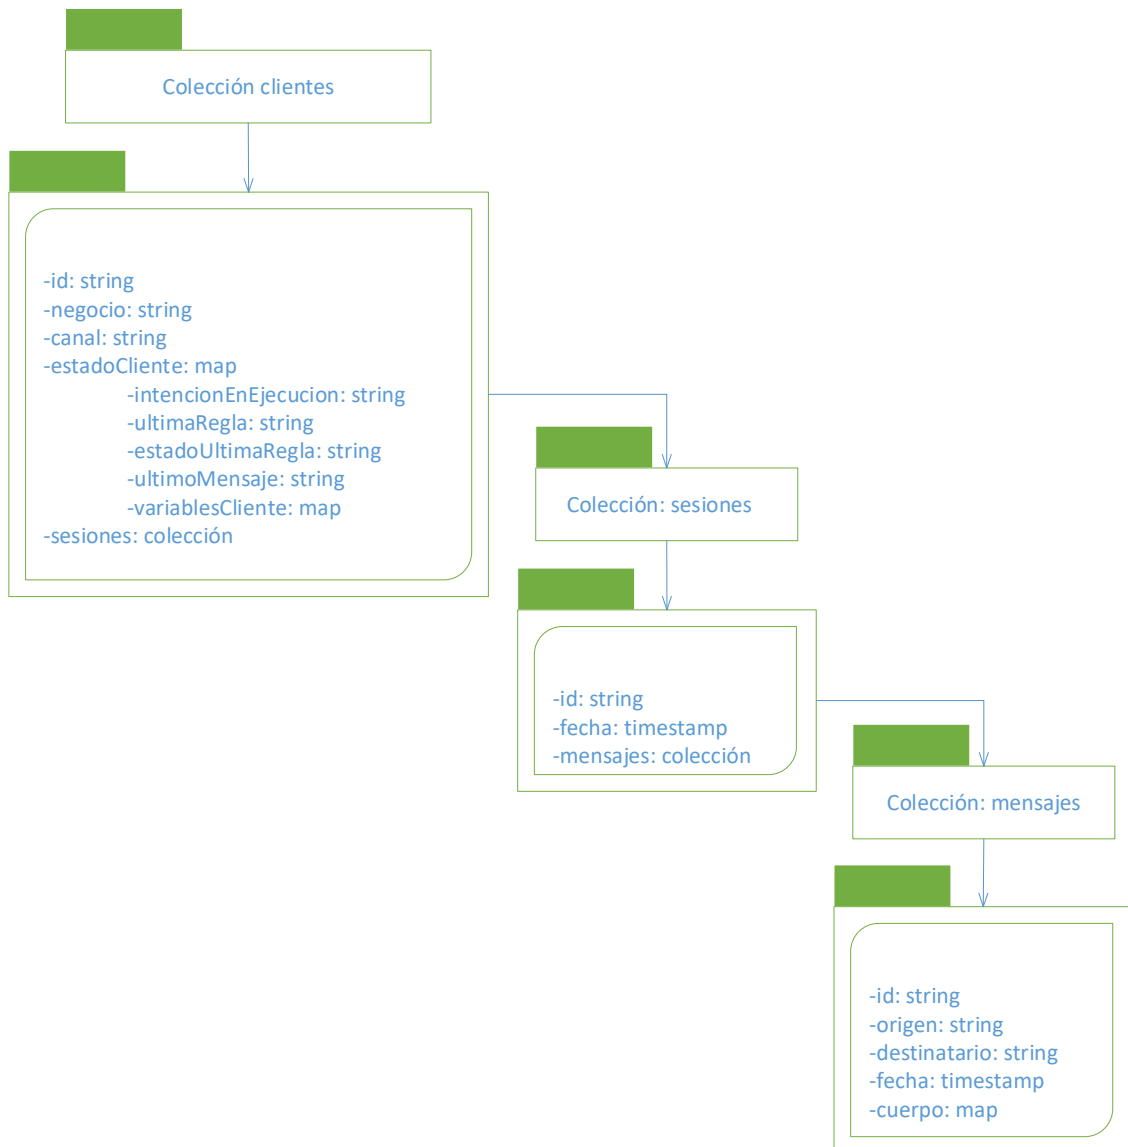 Colección clientes
-id: string
-negocio: string
-canal: string
-estadoCliente: map
-intencionEnEjecucion: string
-ultimaRegla: string
-estadoUltimaRegla: string
-ultimoMensaje: string
-variablesCliente: map
-sesiones: colección
Colección: sesiones
-id: string
-fecha: timestamp
-mensajes: colección
Colección: mensajes
-id: string
-origen: string
-destinatario: string
-fecha: timestamp
-cuerpo: map